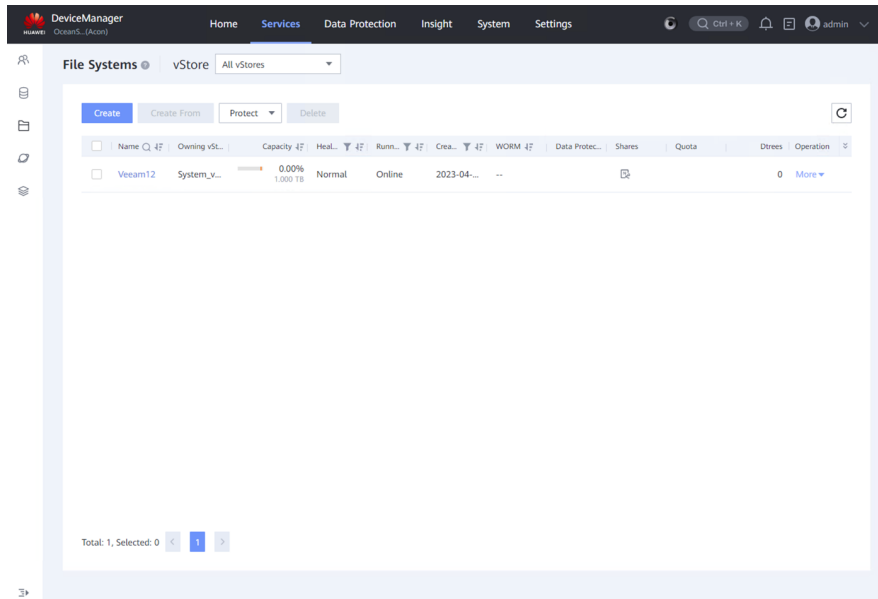 HUAWEI
DeviceManager
OceanS...(Acon)
Home Services Data Protection Insight System Settings
Ctrl + K
admin
File Systems vStore All vStores
Create Create From Protect Delete
Name Owning vSt... Capacity Heal... Runn... Crea... WORM Data Protec... Shares Quota Dtrees Operation
Veeam12 System_v... 0.00% Normal Online 2023-04-... -- 0 More
1.000 TB
Total: 1, Selected: 0 < 1 >